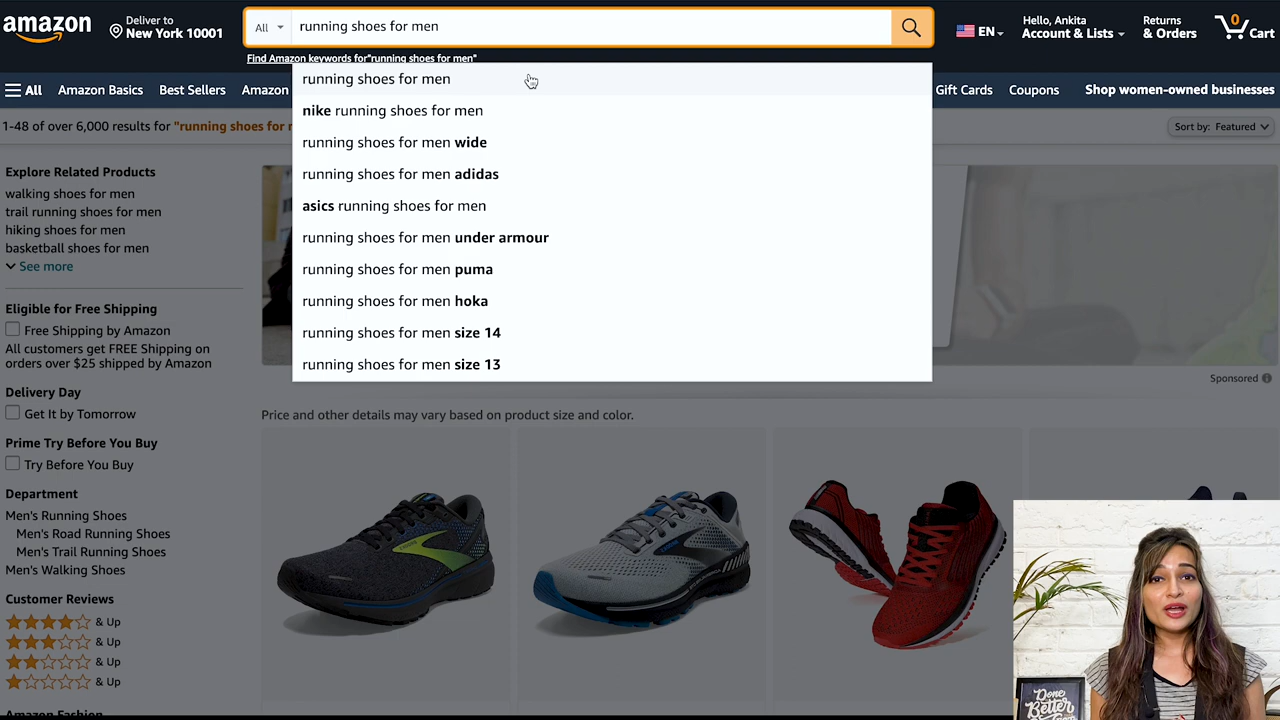 amazon
Deliver to
New York 10001
All
running shoes for men
EN
Hello, Ankita
Account & Lists
Returns
& Orders
0
Cart
Find Amazon keywords for"running shoes for men"
All
Amazon Basics
Best Sellers
Amazon
Gift Cards
Coupons
Shop women-owned businesses
running shoes for men
nike running shoes for men
running shoes for men wide
running shoes for men adidas
asics running shoes for men
running shoes for men under armour
running shoes for men puma
running shoes for men hoka
running shoes for men size 14
running shoes for men size 13
1-48 of over 6,000 results for "running shoes for
Sort by: Featured
Explore Related Products
walking shoes for men
trail running shoes for men
hiking shoes for men
basketball shoes for men
See more
Eligible for Free Shipping
Free Shipping by Amazon
All customers get FREE Shipping on
orders over $25 shipped by Amazon
Delivery Day
Get It by Tomorrow
Prime Try Before You Buy
Try Before You Buy
Department
Men's Running Shoes
Men's Road Running Shoes
Men's Trail Running Shoes
Men's Walking Shoes
Customer Reviews
& Up
& Up
& Up
& Up
Amazon Fashion
Sponsored
Price and other details may vary based on product size and color.
Done
Better